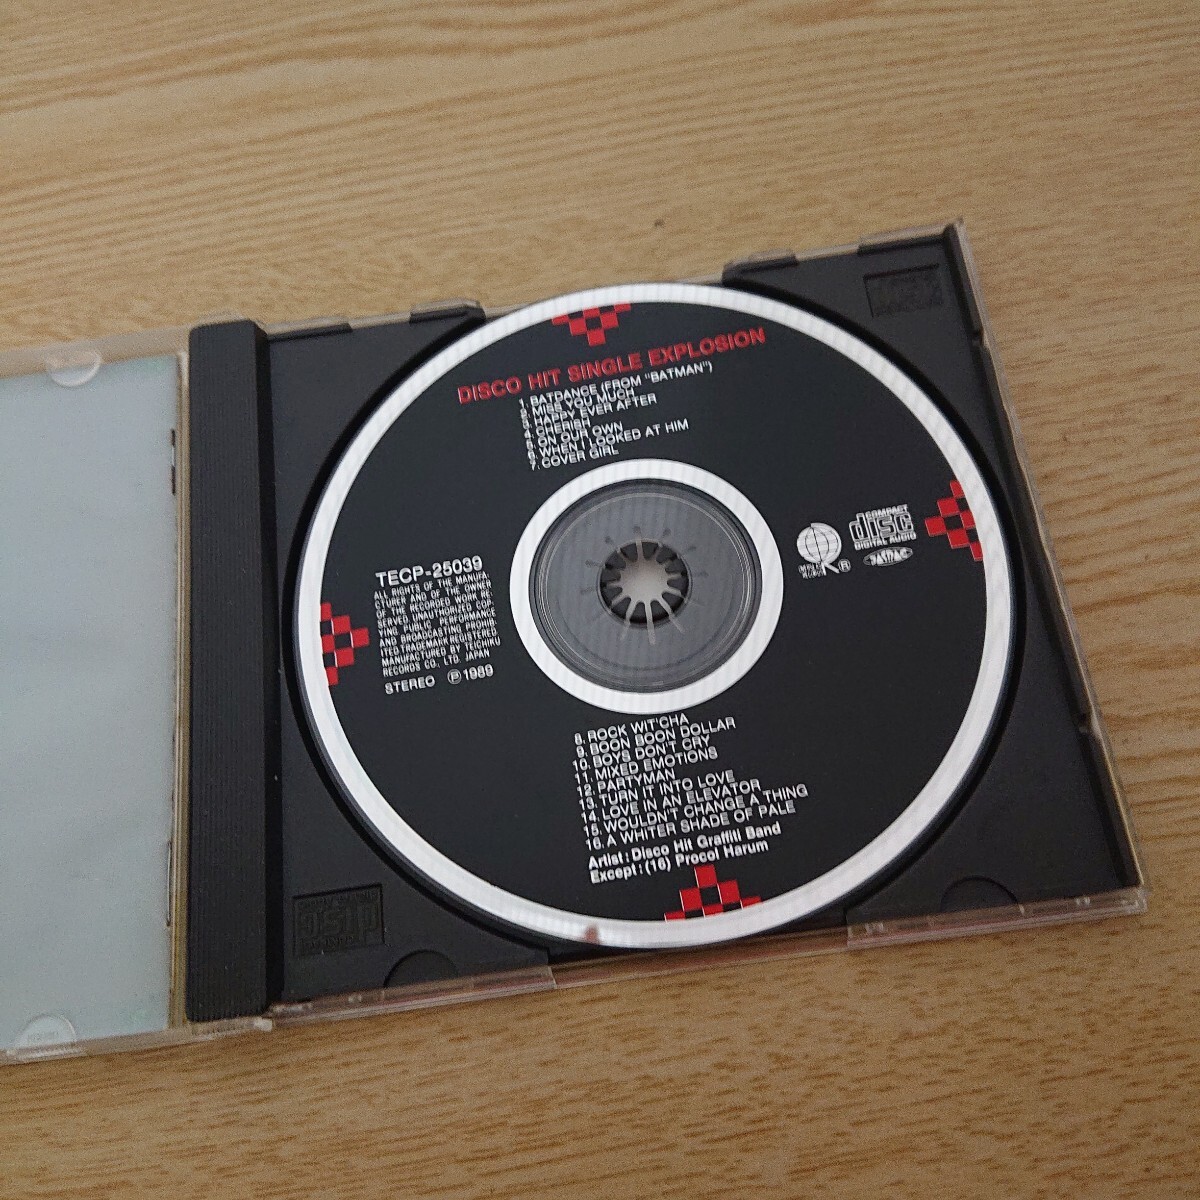 DISCO HIT SINGLE EXPLOSION
1. BATDANCE (FROM "BATMAN")
2. MISS YOU MUCH
3. HAPPY EVER AFTER
4. CHERISH
5. ON OUR OWN
6. WHEN I LOOKED AT HIM
7. COVER GIRL
TECP-25039
ALL RIGHTS OF THE MANUFA-
CTURER AND OF THE OWNER
OF THE RECORDED WORK RE-
SERVED. UNAUTHORIZED COP-
YING PUBLIC PERFORMANCE
AND BROADCASTING PROHIB-
ITED.TRADEMARK REGISTERED.
MANUFACTURED BY TEICHIKU
RECORDS CO., LTD. JAPAN
STEREO Ⓟ1989
R
COMPACT
disc
DIGITAL AUDIO
8. ROCK WIT'CHA
9. BOON BOON DOLLAR
10. BOYS DON'T CRY
11. MIXED EMOTIONS
12. PARTYMAN
13. TURN IT INTO LOVE
14. LOVE IN AN ELEVATOR
15. WOULDN'T CHANGE A THING
16. A WHITER SHADE OF PALE
Artist : Disco Hit Graffiti Band
Except : (16) Procol Harum
disc